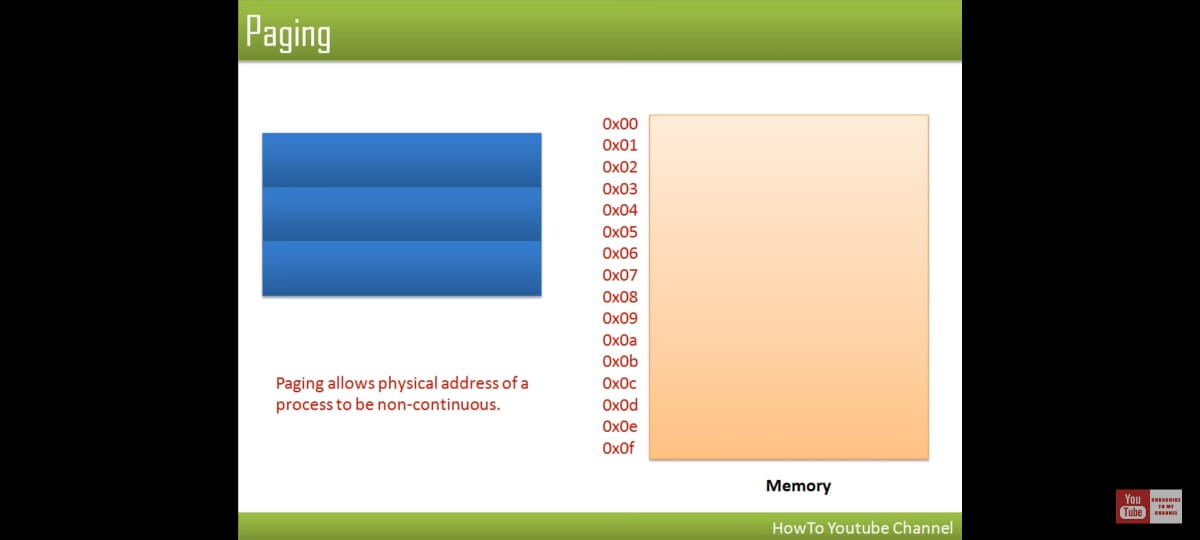 Paging
0x00
0x01
0x02
0x03
0x04
0x05
0x06
0x07
0x08
0x09
0x0a
0x0b
0x0c
0x0d
0x0e
0x0f
Paging allows physical address of a
process to be non-continuous.
Memory
HowTo Youtube Channel
You
Tube
SUBSCRIBE
TO MY
CHANNEL